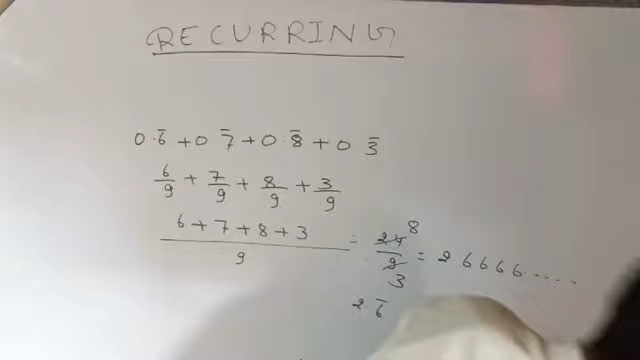 RECURRING
0.6̅ + 0 7̅ + 0.8̅ + 0 3̅
6/9 + 7/9 + 8/9 + 3/9
6+7+8+3 / 9 = 24 8 / 9 3 = 2.6666.....
2.6̅